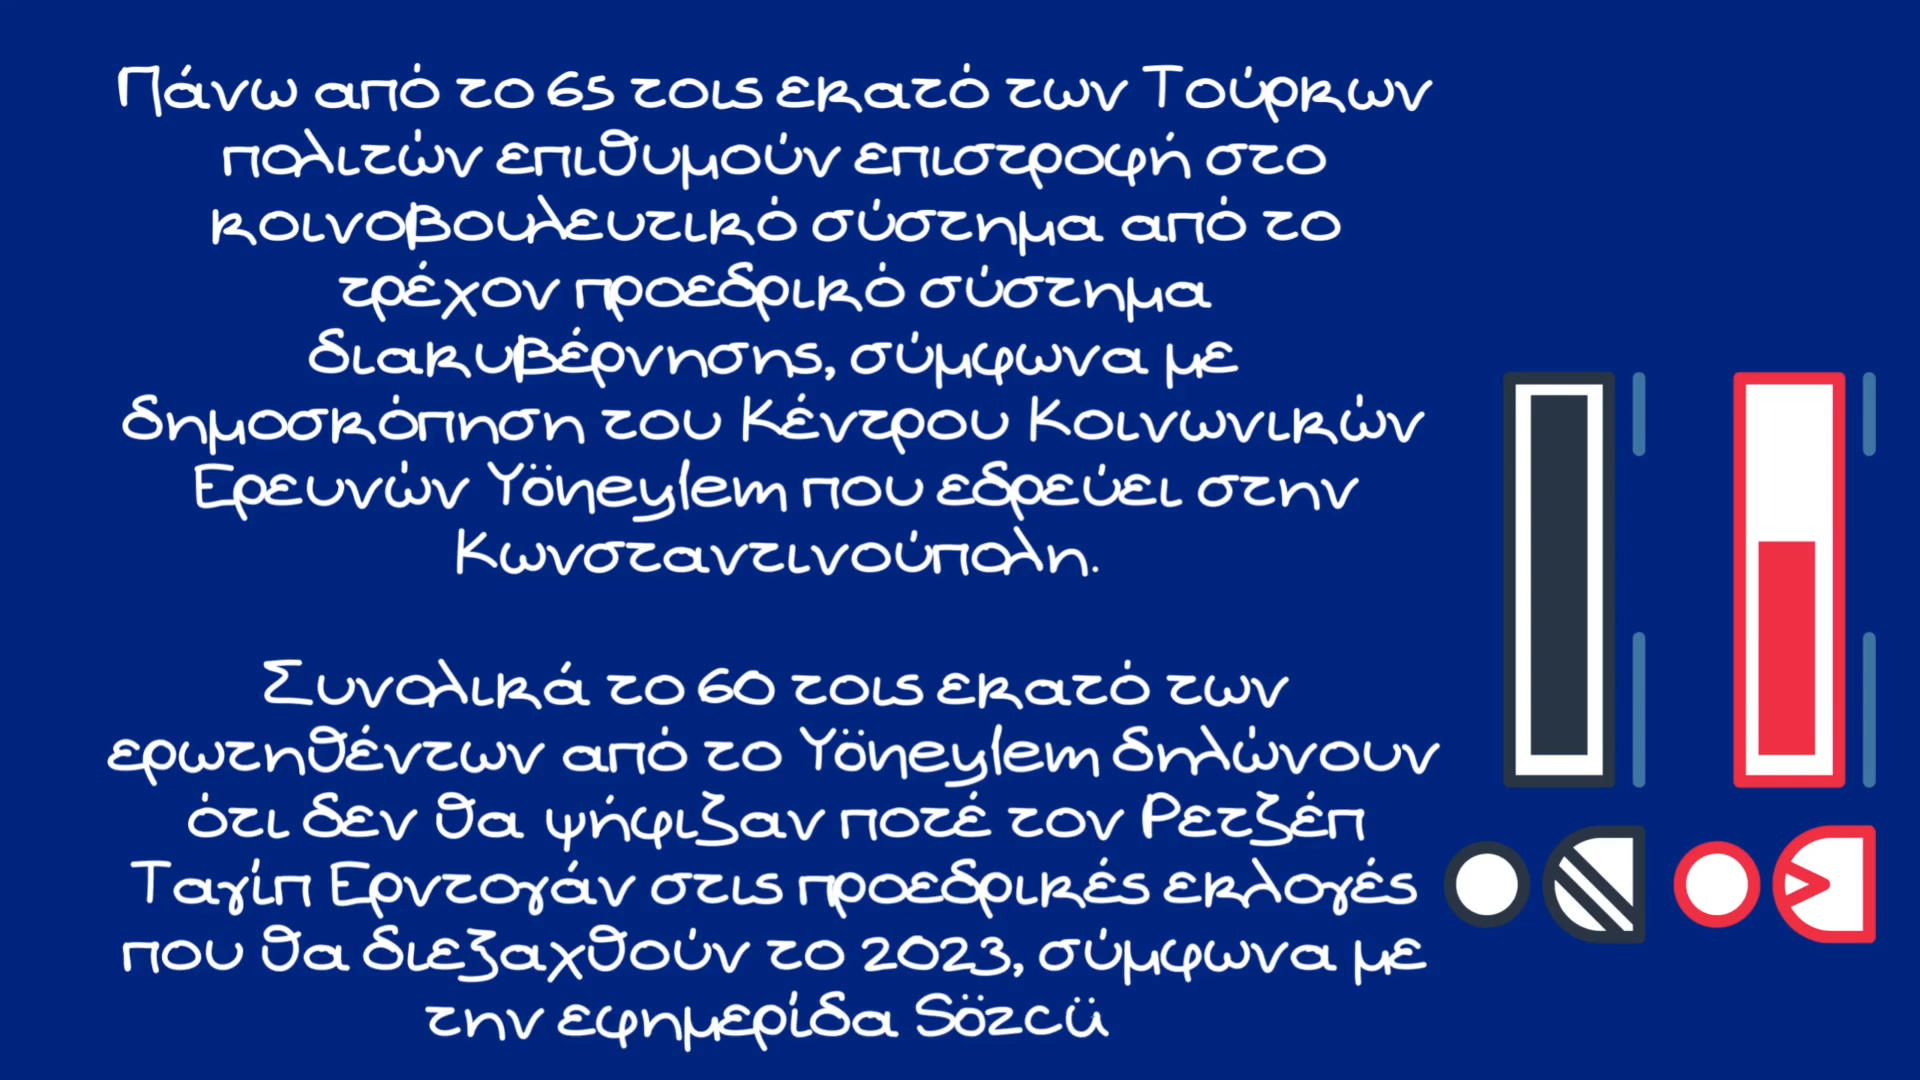 Πάνω από το 65 τοις εκατό των Τούρκων
πολιτών επιθυμούν επιστροφή στο
κοινοβουλευτικό σύστημα από το
τρέχον προεδρικό σύστημα
διακυβέρνησης, σύμφωνα με
δημοσκόπηση του Κέντρου Κοινωνικών
Ερευνών Yöneylem που εδρεύει στην
Κωνσταντινούπολη.
Συνολικά το 60 τοις εκατό των
ερωτηθέντων από το Yöneylem δηλώνουν
ότι δεν θα ψήφιζαν ποτέ τον Ρετζέπ
Ταγίπ Ερντογάν στις προεδρικές εκλογές
που θα διεξαχθούν το 2023, σύμφωνα με
την εφημερίδα Sözcü